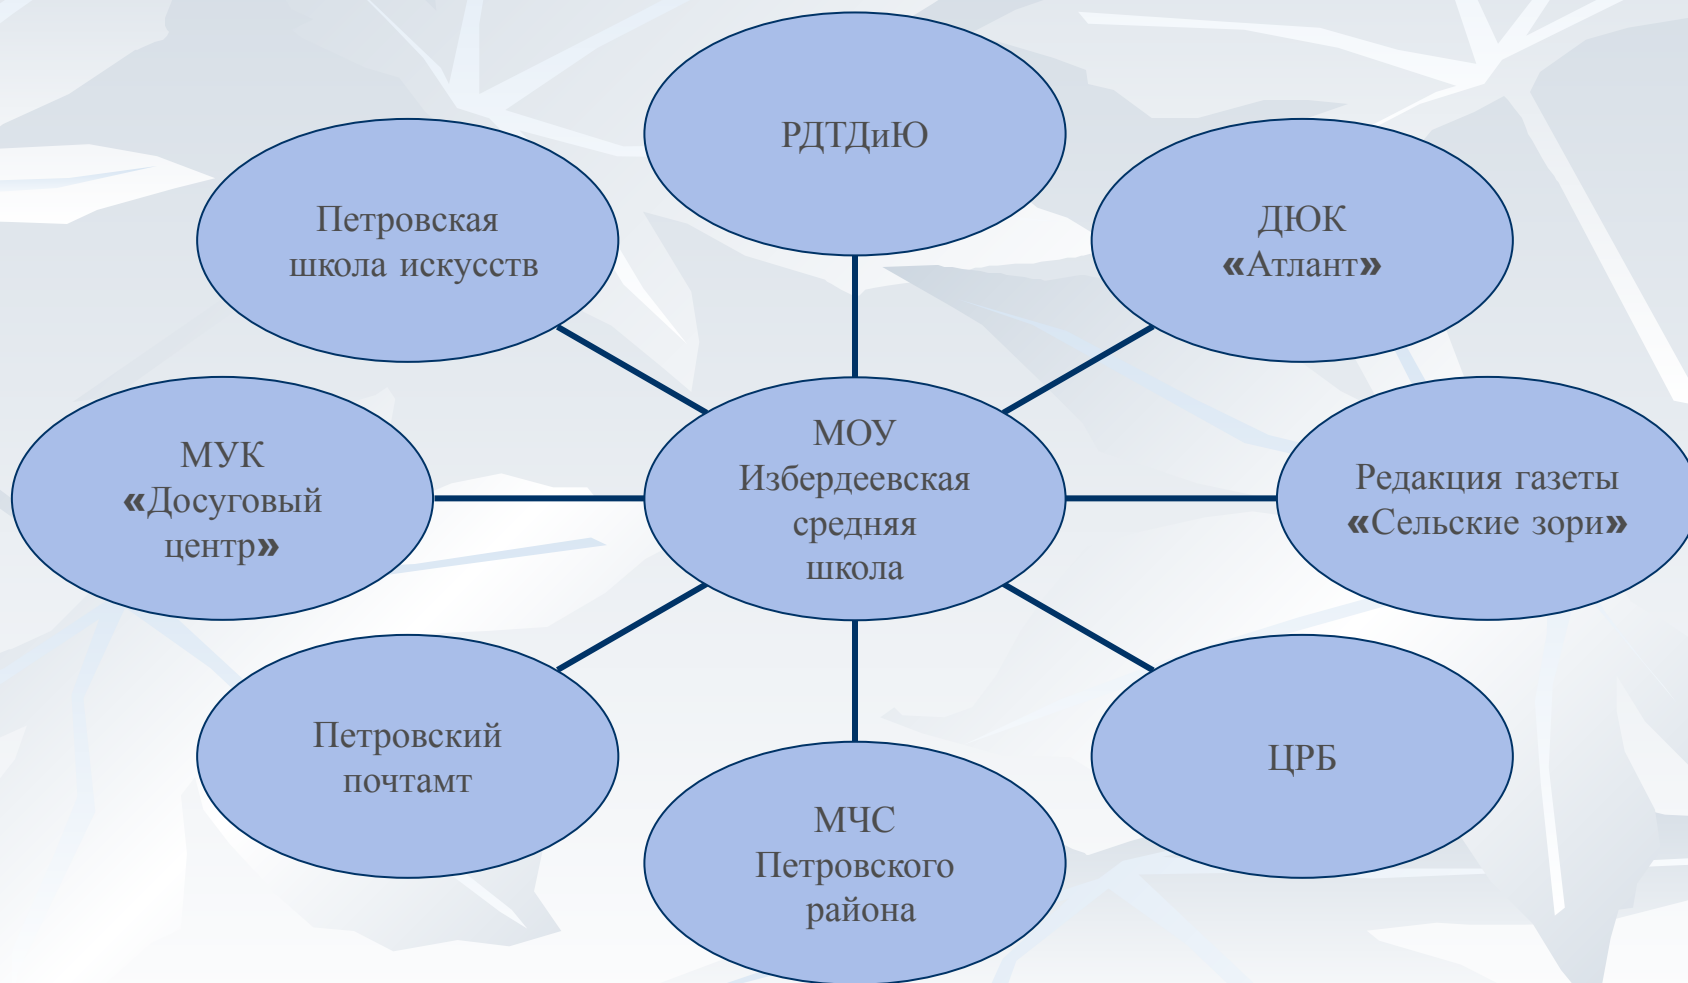 РДТДиЮ
Петровская
школа искусств
ДЮК
«Атлант»
МУК
«Досуговый
центр»
МОУ
Избердеевская
средняя
школа
Редакция газеты
«Сельские зори»
Петровский
почтамт
ЦРБ
МЧС
Петровского
района